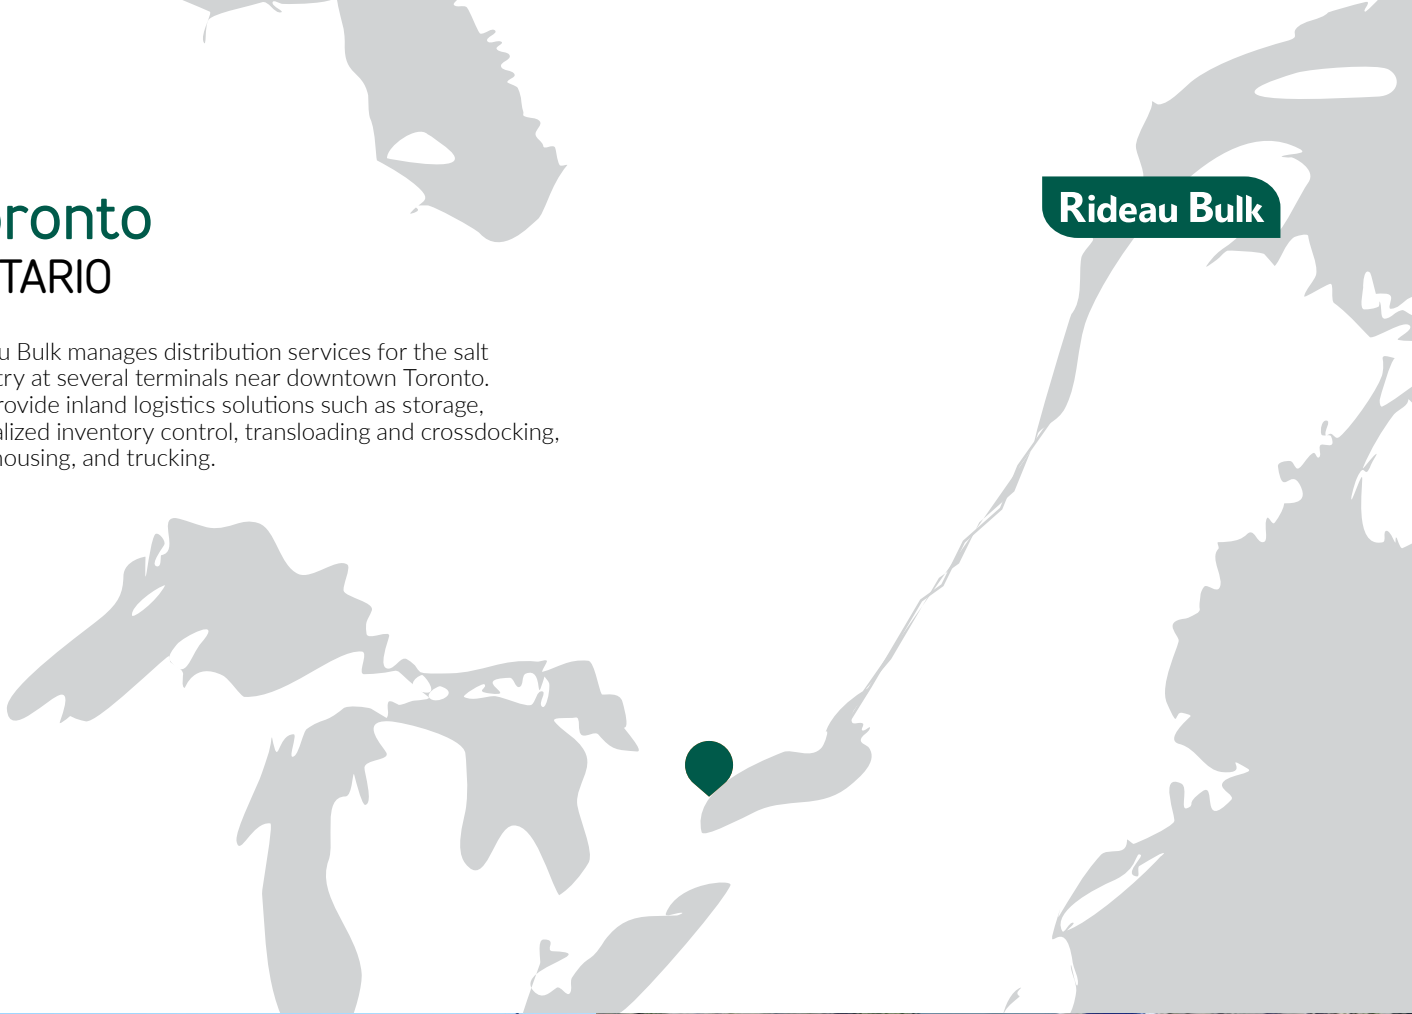 oronto
TARIO
u Bulk manages distribution services for the salt
try at several terminals near downtown Toronto.
rovide inland logistics solutions such as storage,
alized inventory control, transloading and crossdocking,
housing, and trucking.
Rideau Bulk